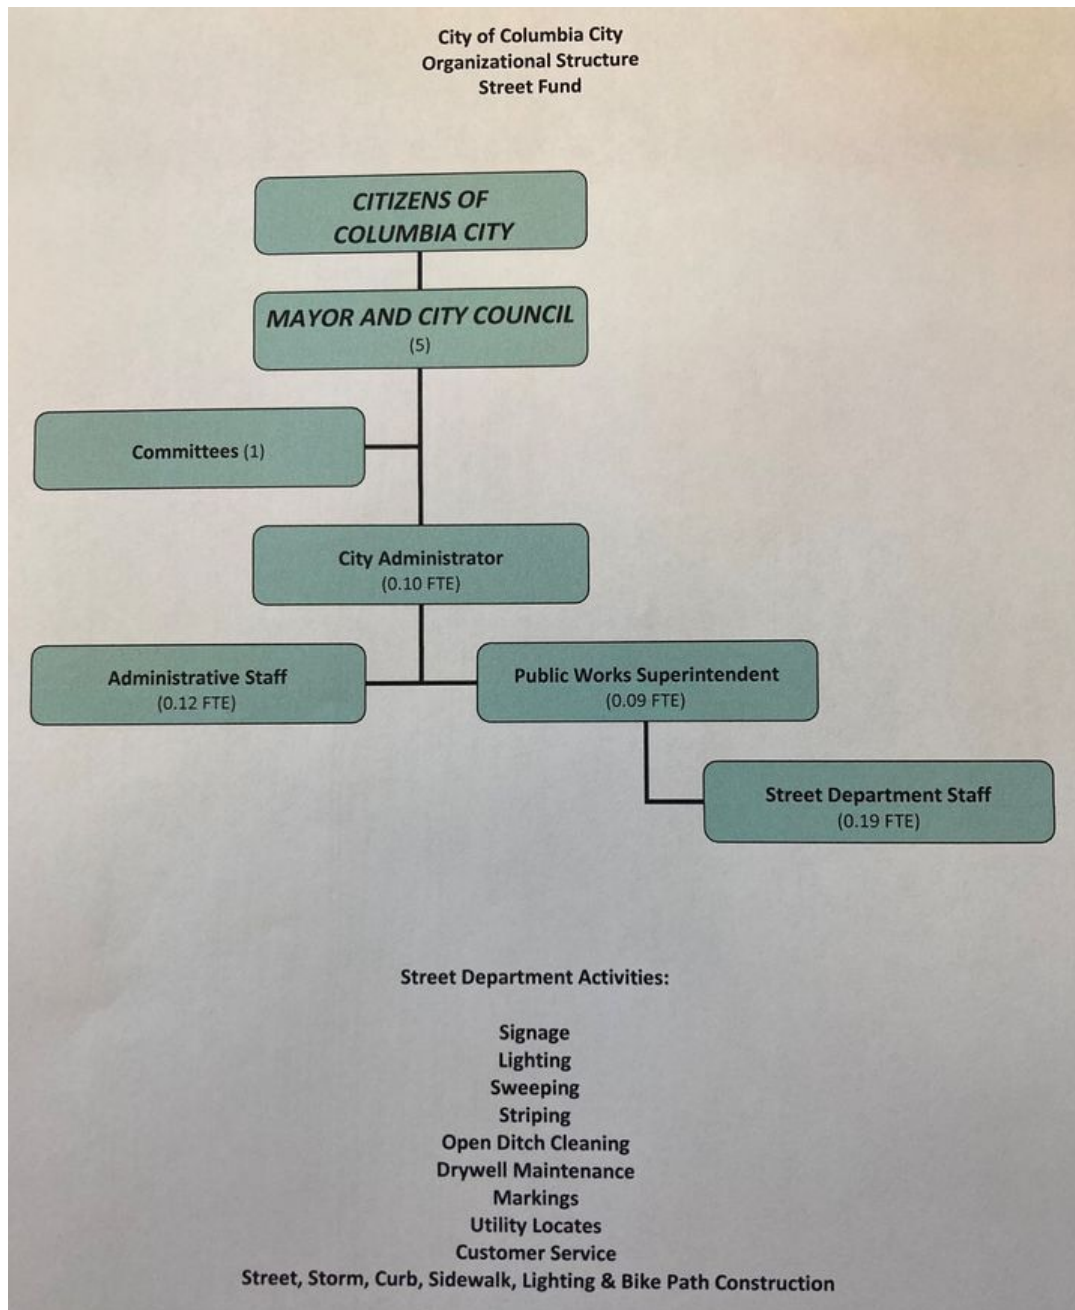 City of Columbia City
Organizational Structure
Street Fund
CITIZENS OF
COLUMBIA CITY
MAYOR AND CITY COUNCIL
(5)
Committees (1)
City Administrator
(0.10 FTE)
Administrative Staff
(0.12 FTE)
Public Works Superintendent
(0.09 FTE)
Street Department Staff
(0.19 FTE)
Street Department Activities:
Signage
Lighting
Sweeping
Striping
Open Ditch Cleaning
Drywell Maintenance
Markings
Utility Locates
Customer Service
Street, Storm, Curb, Sidewalk, Lighting & Bike Path Construction